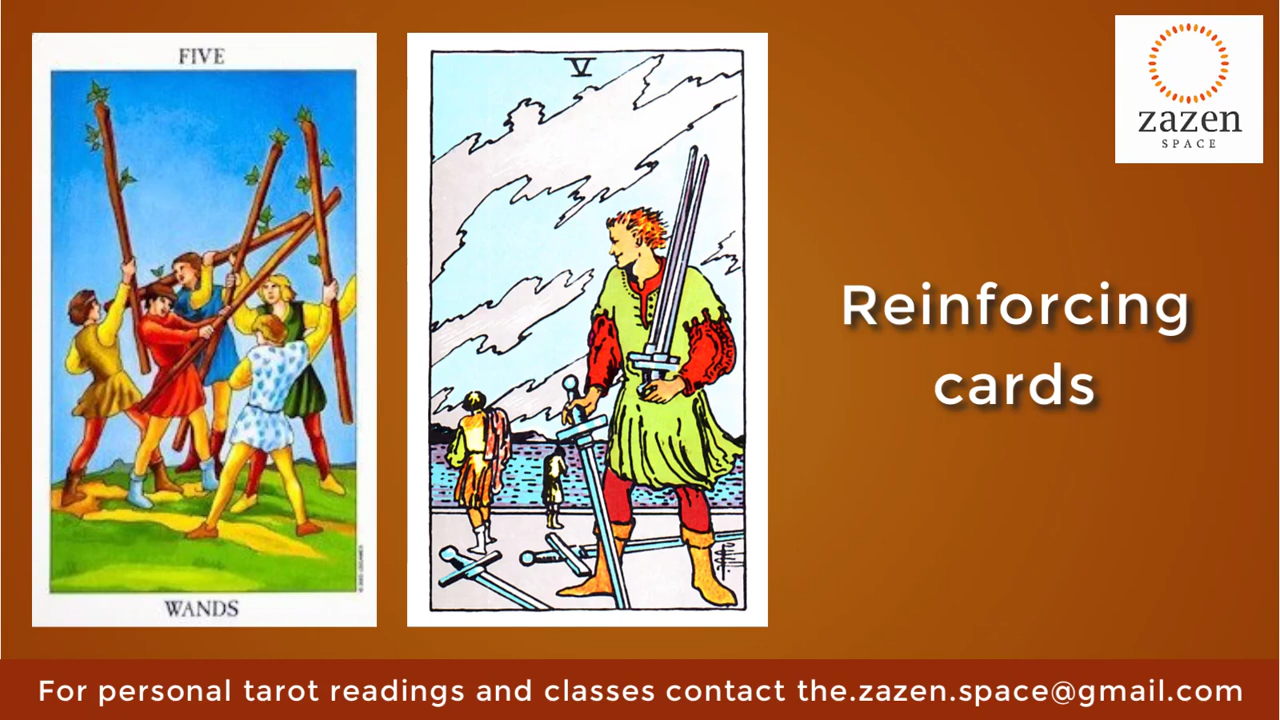 FIVE
WANDS
V
Reinforcing
cards
zazen
SPACE
For personal tarot readings and classes contact the.zazen.space@gmail.com